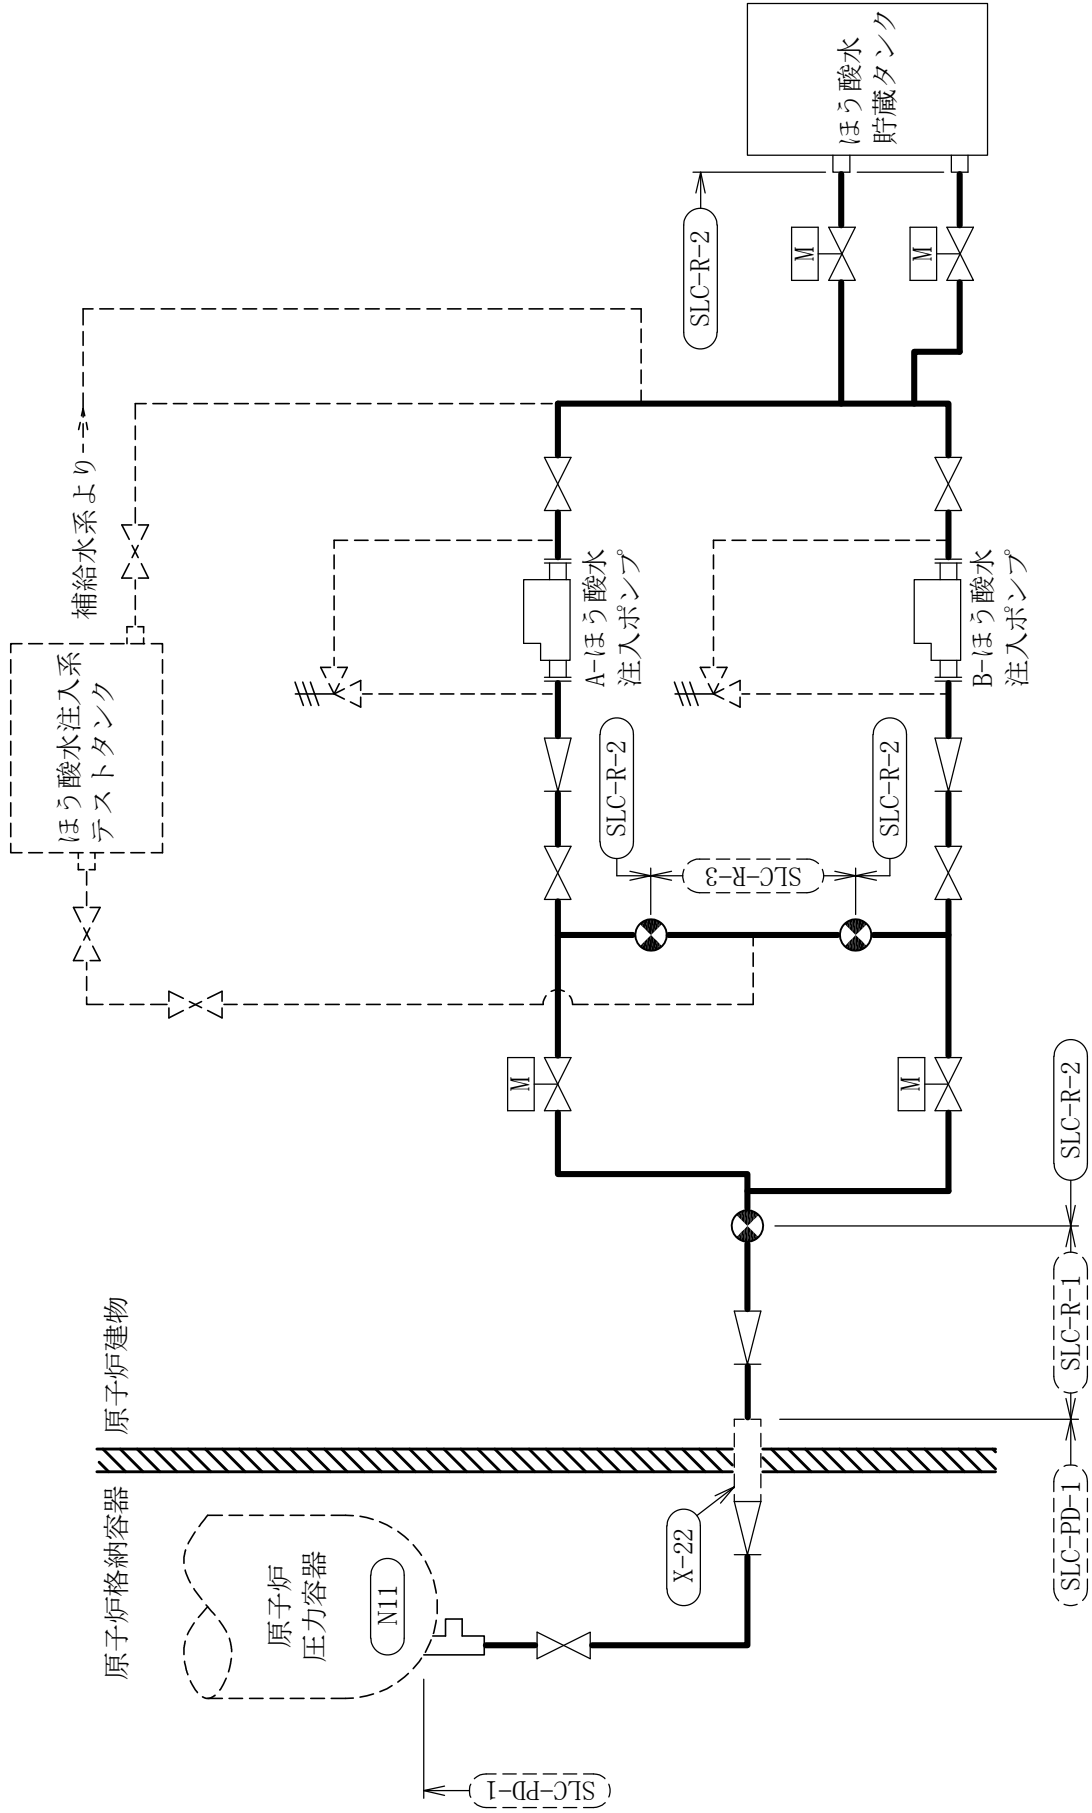 原子炉格納容器
原子炉建物
原子炉
圧力容器
N11
SLC-PD-1
X-22
SLC-PD-1
SLC-R-1
SLC-R-2
M
M
ほう酸水注入系
テストタンク
補給水系より
SLC-R-2
SLC-R-3
SLC-R-2
A-ほう酸水
注入ポンプ
B-ほう酸水
注入ポンプ
SLC-R-2
M
M
ほう酸水
貯蔵タンク